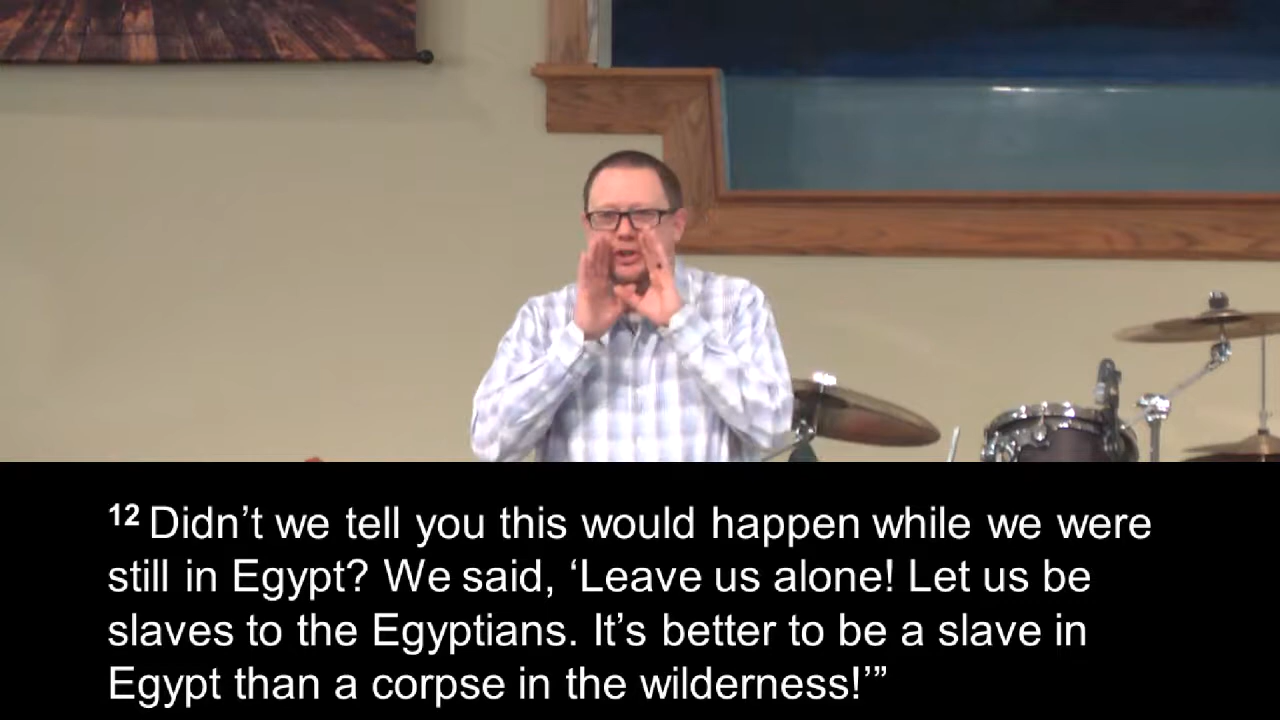 12 Didn’t we tell you this would happen while we were
still in Egypt? We said, ‘Leave us alone! Let us be
slaves to the Egyptians. It’s better to be a slave in
Egypt than a corpse in the wilderness!’”